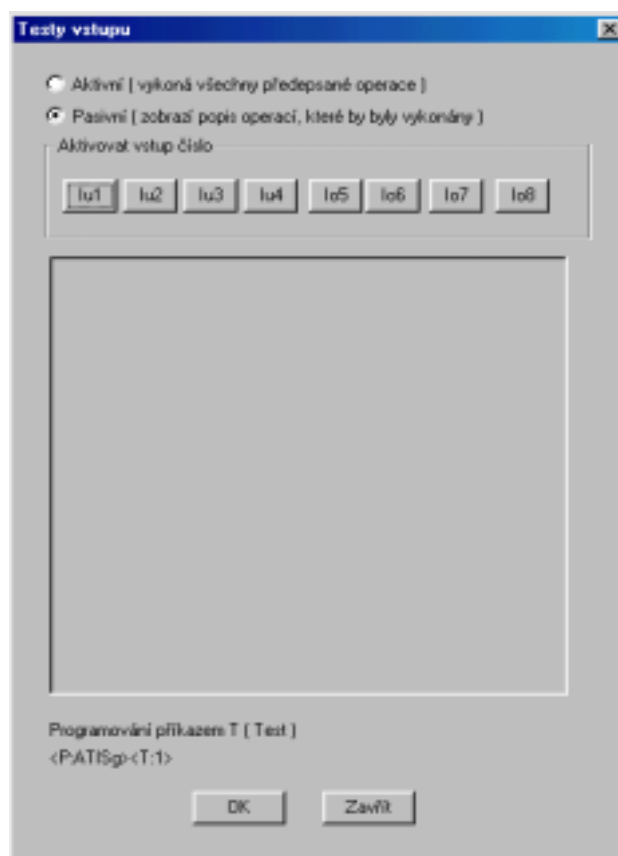 Testy vstupu
Aktivní ( vykoná všechny předepsané operace )
Pasivní ( zobrazí popis operací, které by byly vykonány )
Aktivovat vstup číslo
Iu1 Iu2 Iu3 Iu4 Io5 Io6 Io7 Io8
Programování příkazem T ( Test )
<T:1>
OK Zavřít